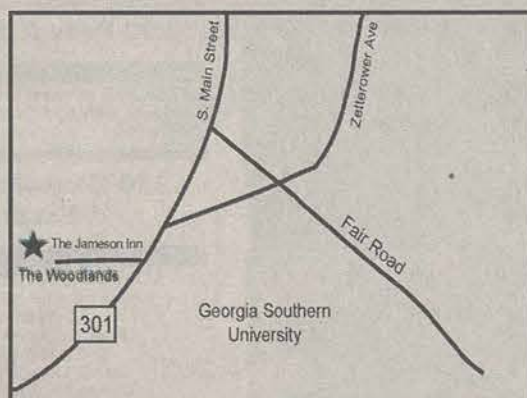 S. Main Street
Zetterower Ave
Fair Road
The Jameson Inn
The Woodlands
301
Georgia Southern
University